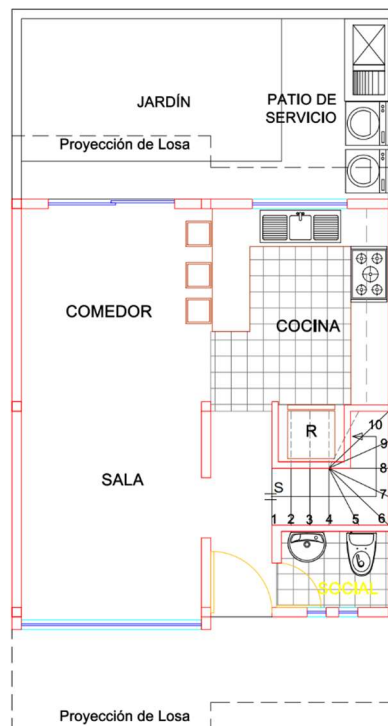 JARDÍN
PATIO DE
SERVICIO
Proyección de Losa
COMEDOR
COCINA
R
10
9
8
7
6
5
4
3
2
1
S
SALA
SOCIAL
Proyección de Losa